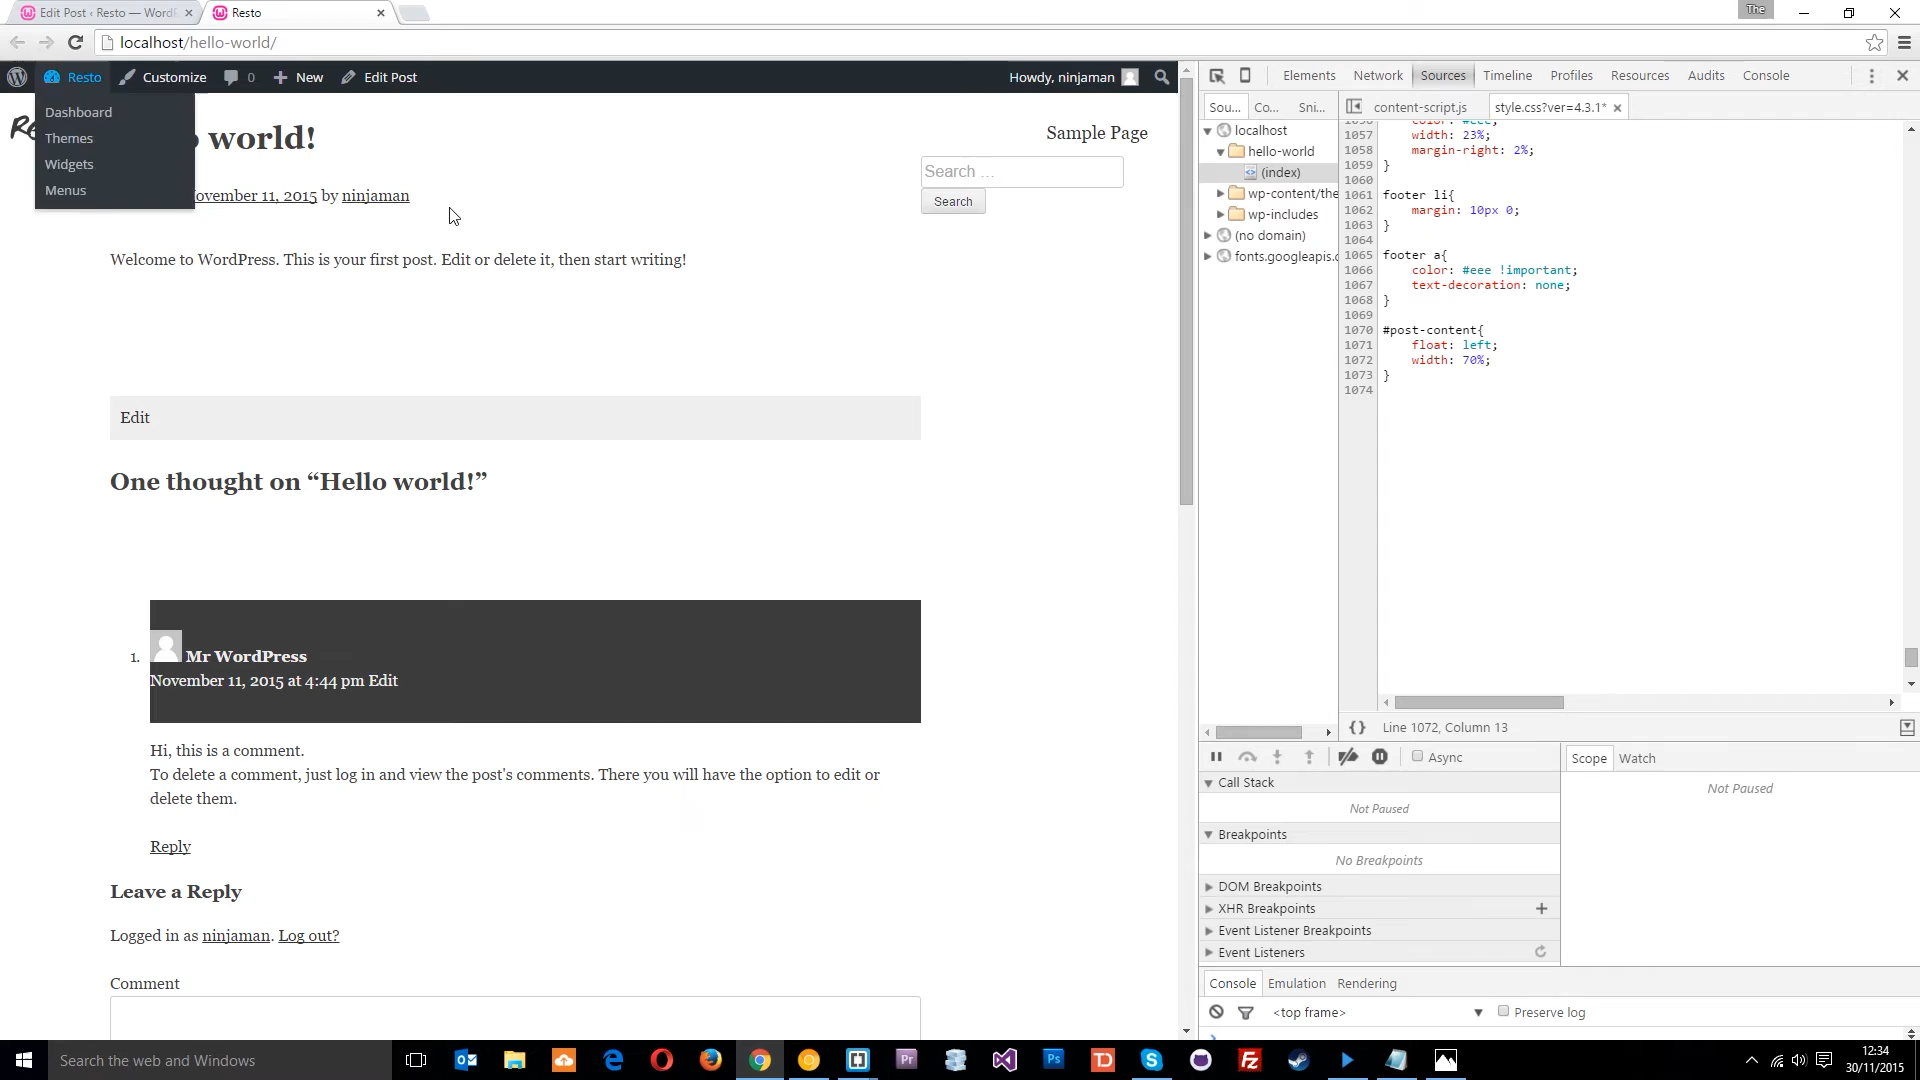 Edit Post ‹ Resto — WordP
Resto
The
localhost/hello-world/
Resto
Customize
0
New
Edit Post
Howdy, ninjaman
Dashboard
Themes
Widgets
Menus
world!
November 11, 2015 by ninjaman
Sample Page
Search …
Search
Welcome to WordPress. This is your first post. Edit or delete it, then start writing!
Edit
One thought on “Hello world!”
1.
Mr WordPress
November 11, 2015 at 4:44 pm Edit
Hi, this is a comment.
To delete a comment, just log in and view the post's comments. There you will have the option to edit or
delete them.
Reply
Leave a Reply
Logged in as ninjaman. Log out?
Comment
Elements Network Sources Timeline Profiles Resources Audits Console
Sou... Co... Sni...
content-script.js
style.css?ver=4.3.1*
localhost
hello-world
(index)
wp-content/the
wp-includes
(no domain)
fonts.googleapis.c
1056 color: #eee;
1057 width: 23%;
1058 margin-right: 2%;
1059 }
1060
1061 footer li{
1062 margin: 10px 0;
1063 }
1064
1065 footer a{
1066 color: #eee !important;
1067 text-decoration: none;
1068 }
1069
1070 #post-content{
1071 float: left;
1072 width: 70%;
1073 }
1074
{} Line 1072, Column 13
Async
Call Stack
Not Paused
Breakpoints
No Breakpoints
DOM Breakpoints
XHR Breakpoints
Event Listener Breakpoints
Event Listeners
Scope Watch
Not Paused
Console Emulation Rendering
<top frame>
Preserve log
Search the web and Windows
12:34
30/11/2015